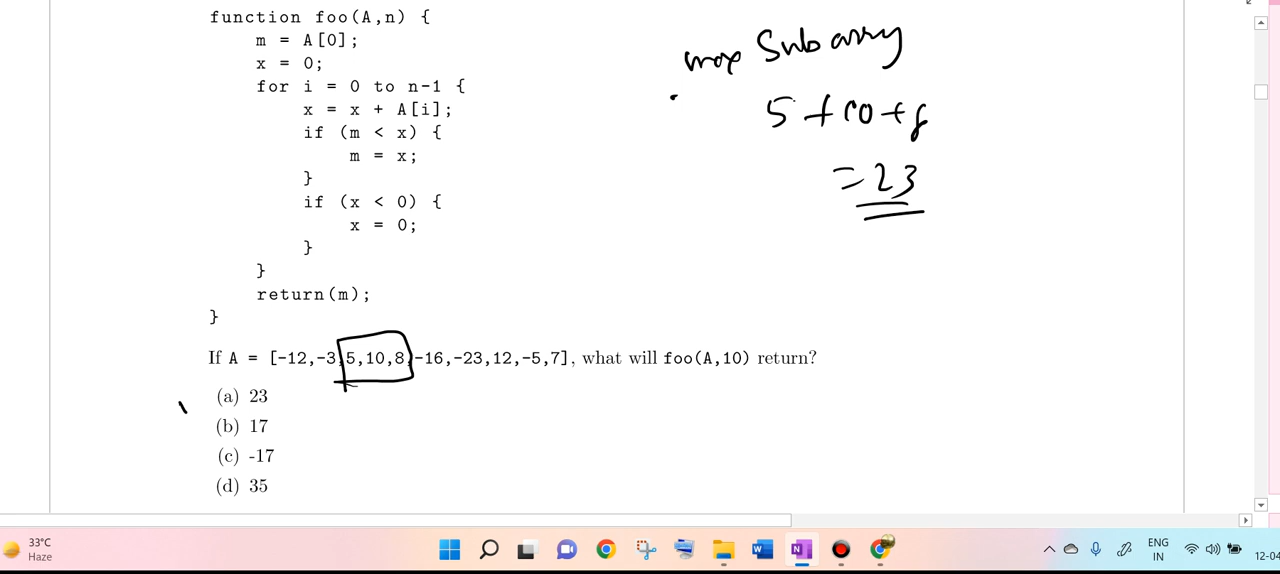 function foo(A,n) {
m = A[0];
x = 0;
for i = 0 to n-1 {
x = x + A[i];
if (m < x) {
m = x;
}
if (x < 0) {
x = 0;
}
}
return(m);
}
max Sub array
5 + 10 + 8
= 23
If A = [-12,-3,5,10,8,-16,-23,12,-5,7], what will foo(A,10) return?
(a) 23
(b) 17
(c) -17
(d) 35
33°C
Haze
ENG
IN
12-04